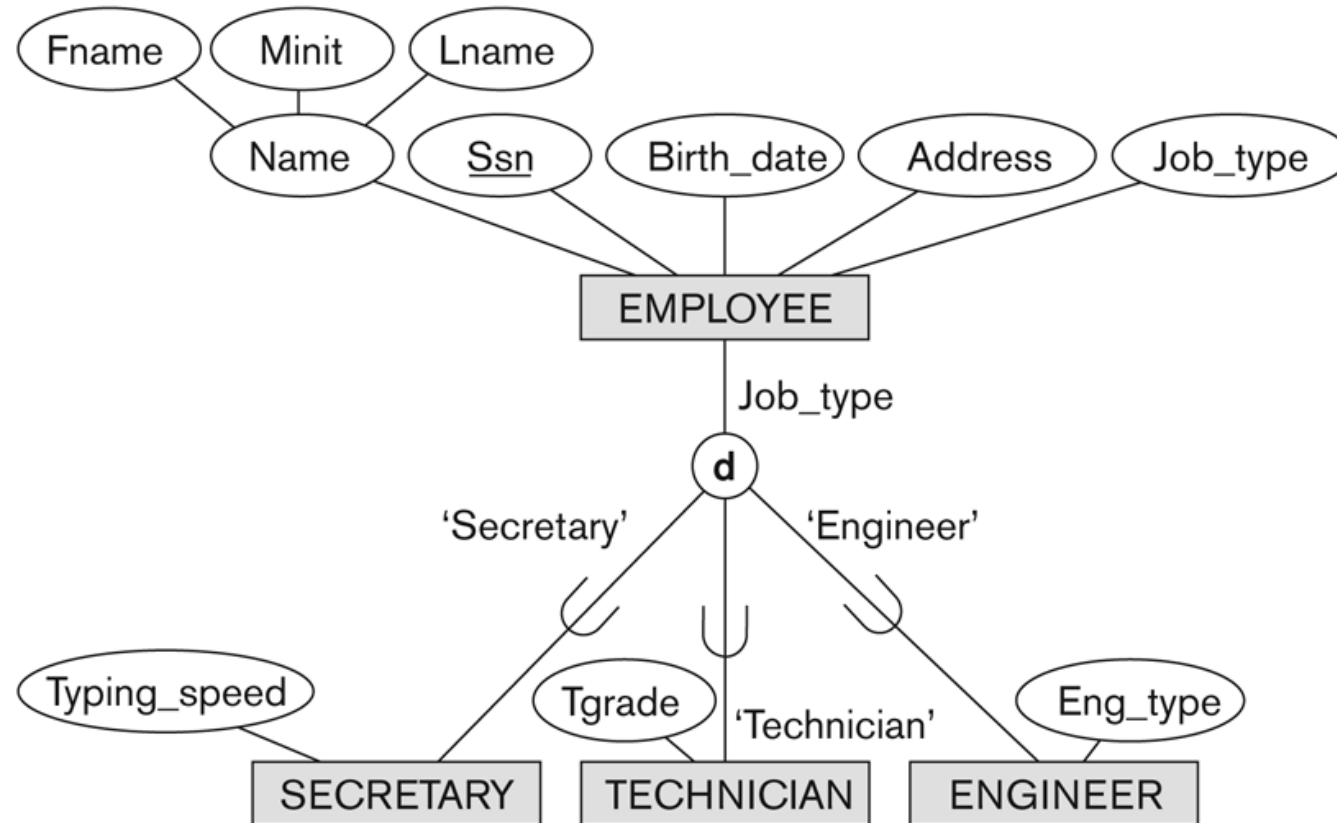 Fname Minit Lname
Name Ssn Birth_date Address Job_type
EMPLOYEE
Job_type
d
‘Secretary’ ‘Engineer’
Typing_speed Tgrade Eng_type
‘Technician’
SECRETARY TECHNICIAN ENGINEER